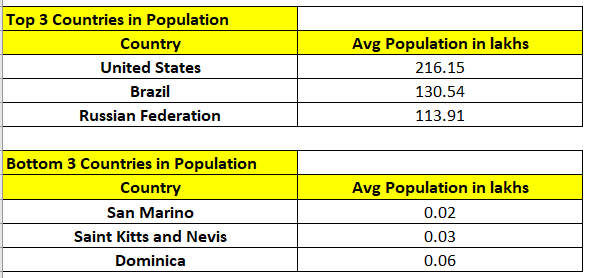 Top 3 Countries in Population
Country Avg Population in lakhs
United States 216.15
Brazil 130.54
Russian Federation 113.91
Bottom 3 Countries in Population
Country Avg Population in lakhs
San Marino 0.02
Saint Kitts and Nevis 0.03
Dominica 0.06